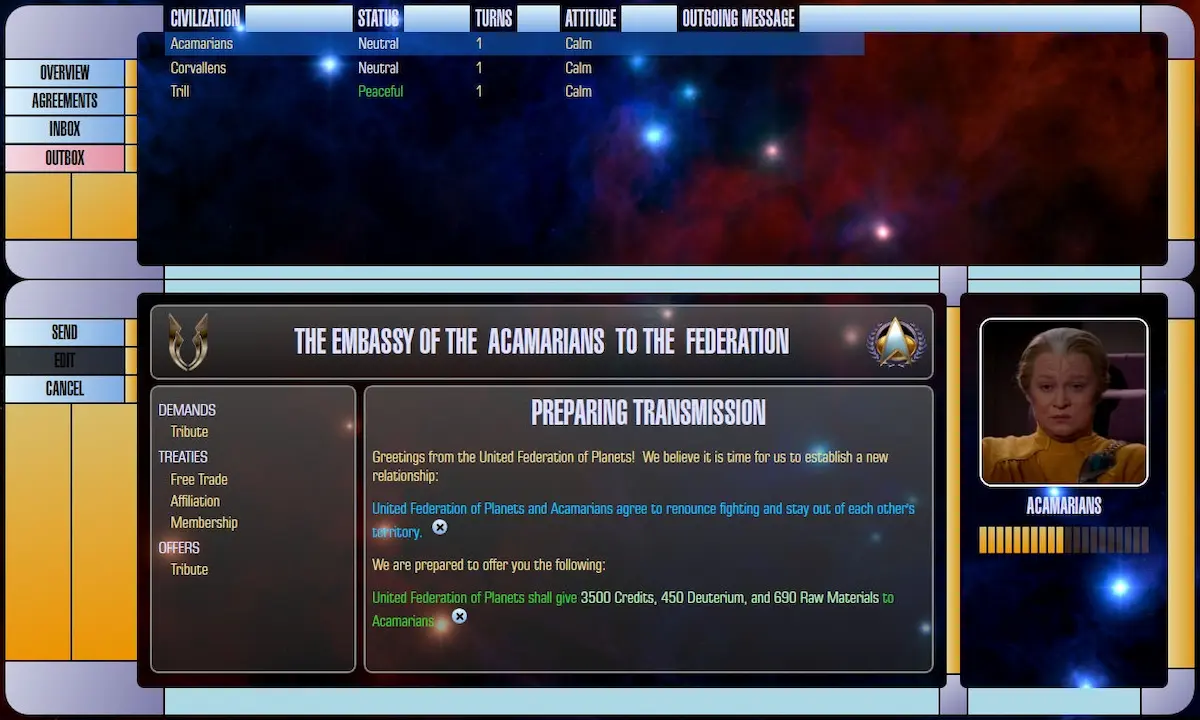 CIVILIZATION STATUS TURNS ATTITUDE OUTGOING MESSAGE
Acamarians Neutral 1 Calm
Corvallens Neutral 1 Calm
Trill Peaceful 1 Calm
OVERVIEW
AGREEMENTS
INBOX
OUTBOX
SEND
EDIT
CANCEL
THE EMBASSY OF THE ACAMARIANS TO THE FEDERATION
DEMANDS
Tribute
TREATIES
Free Trade
Affiliation
Membership
OFFERS
Tribute
PREPARING TRANSMISSION
Greetings from the United Federation of Planets! We believe it is time for us to establish a new
relationship:
United Federation of Planets and Acamarians agree to renounce fighting and stay out of each other's
territory.
We are prepared to offer you the following:
United Federation of Planets shall give 3500 Credits, 450 Deuterium, and 690 Raw Materials to
Acamarians.
ACAMARIANS